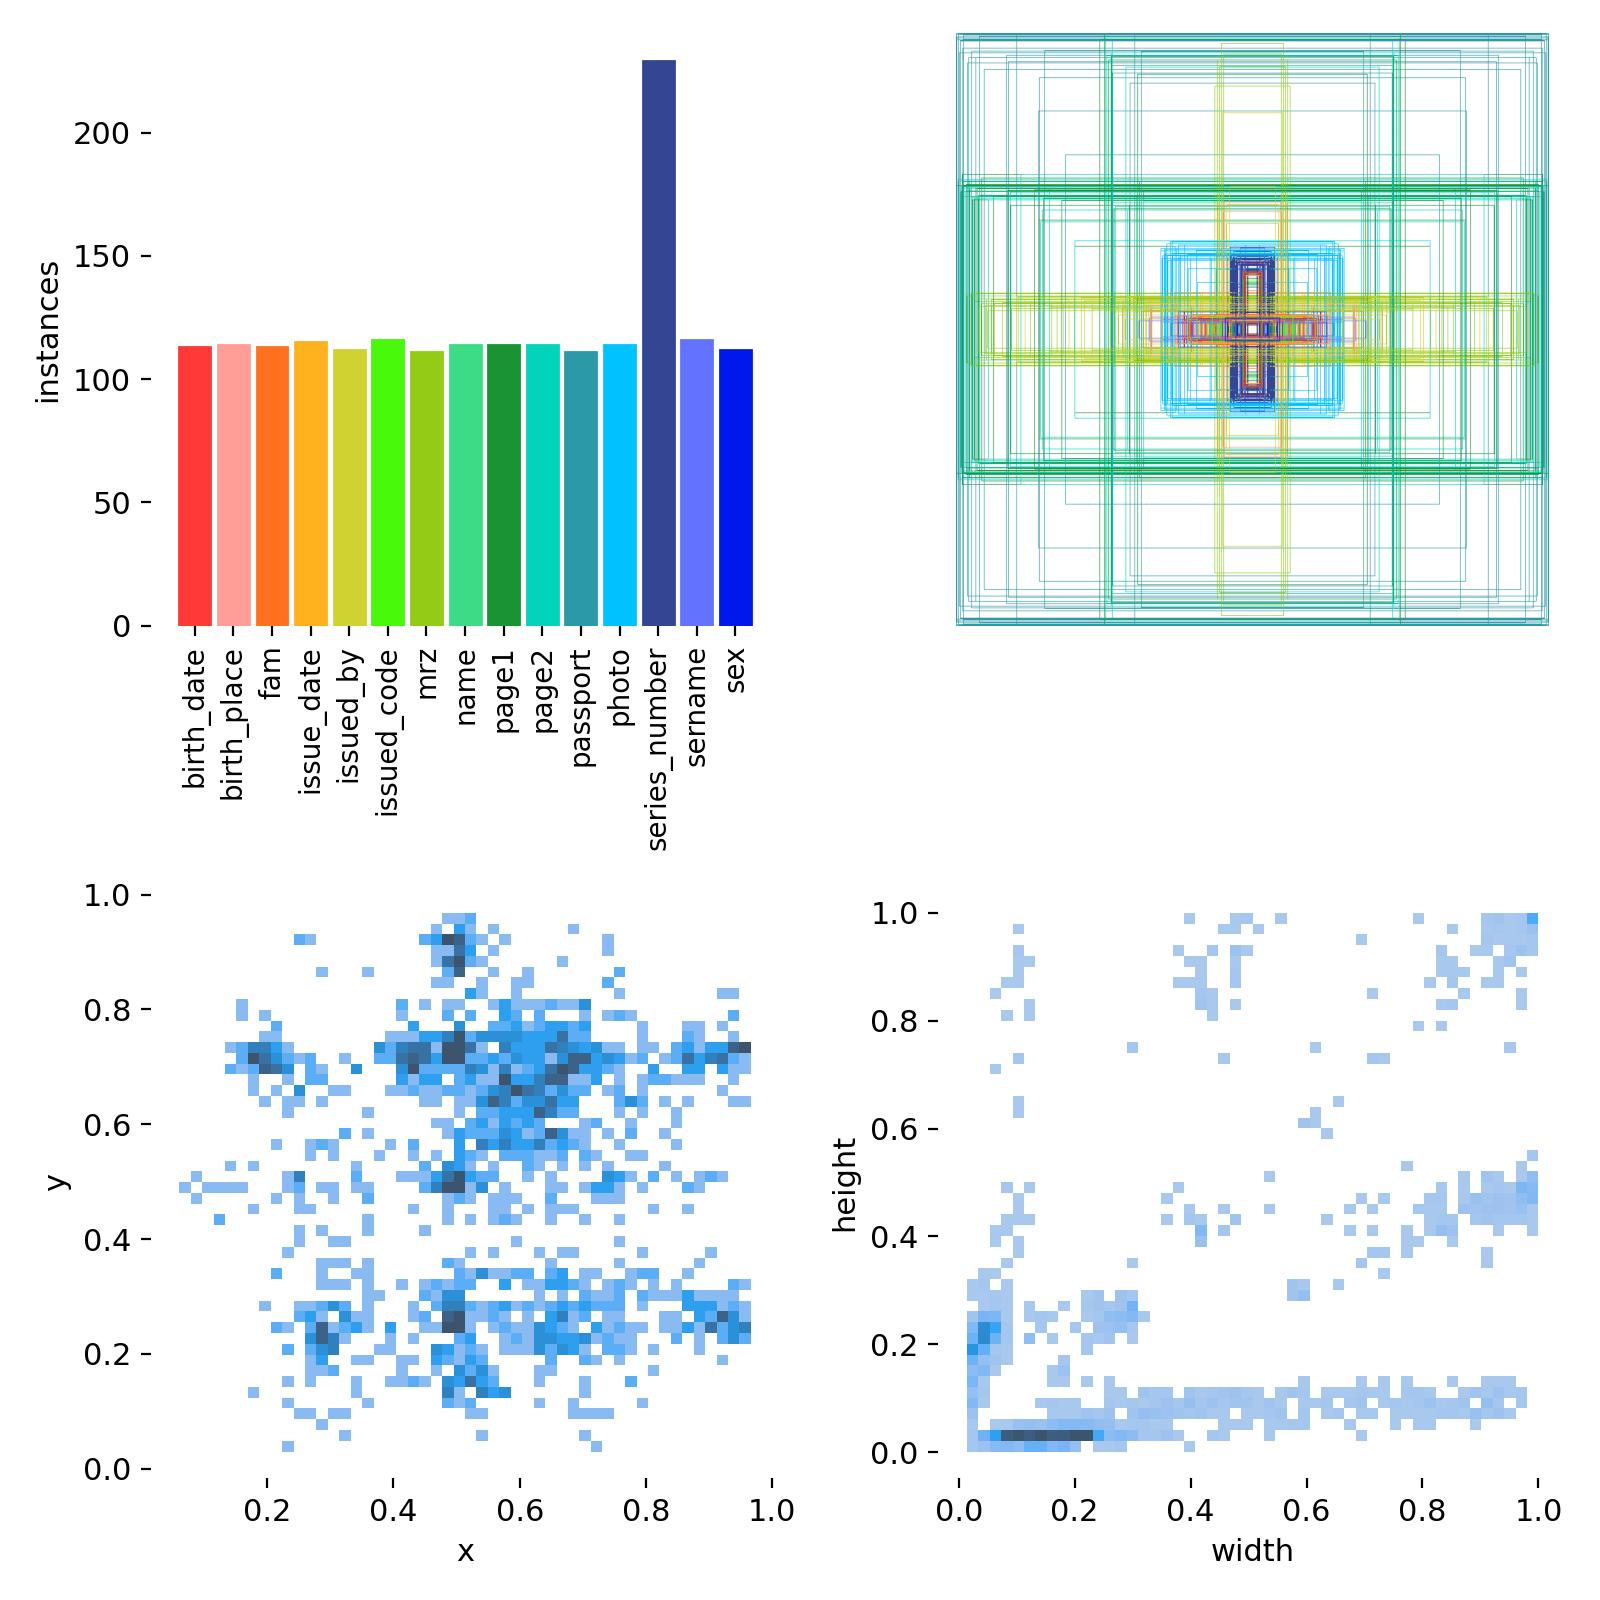 instances
200
150
100
50
0
birth_date
birth_place
fam
issue_date
issued_by
issued_code
mrz
name
page1
page2
passport
photo
series_number
sername
sex
y
1.0
0.8
0.6
0.4
0.2
0.0
0.2 0.4 0.6 0.8 1.0
x
height
1.0
0.8
0.6
0.4
0.2
0.0
0.0 0.2 0.4 0.6 0.8 1.0
width